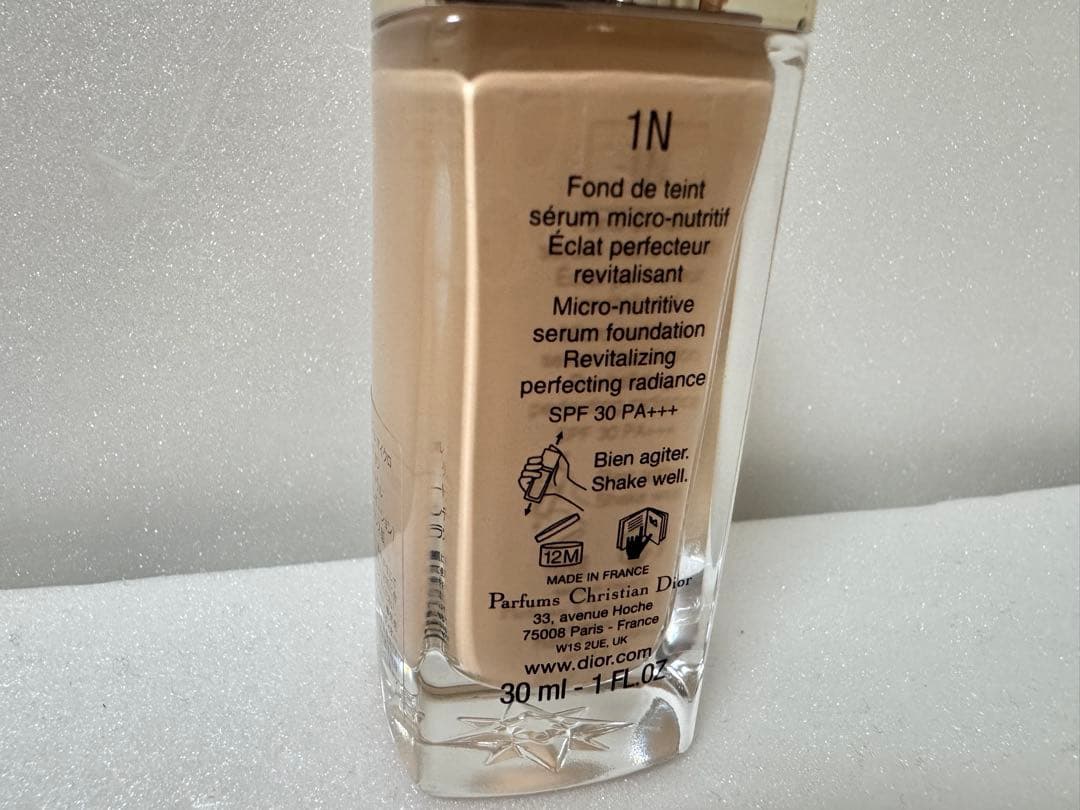 1N
Fond de teint
sérum micro-nutritif
Éclat perfecteur
revitalisant
Micro-nutritive
serum foundation
Revitalizing
perfecting radiance
SPF 30 PA+++
Bien agiter.
Shake well.
12M
MADE IN FRANCE
Parfums Christian Dior
33, avenue Hoche
75008 Paris - France
W1S 2UE, UK
www.dior.com
30 ml - 1 FL.OZ